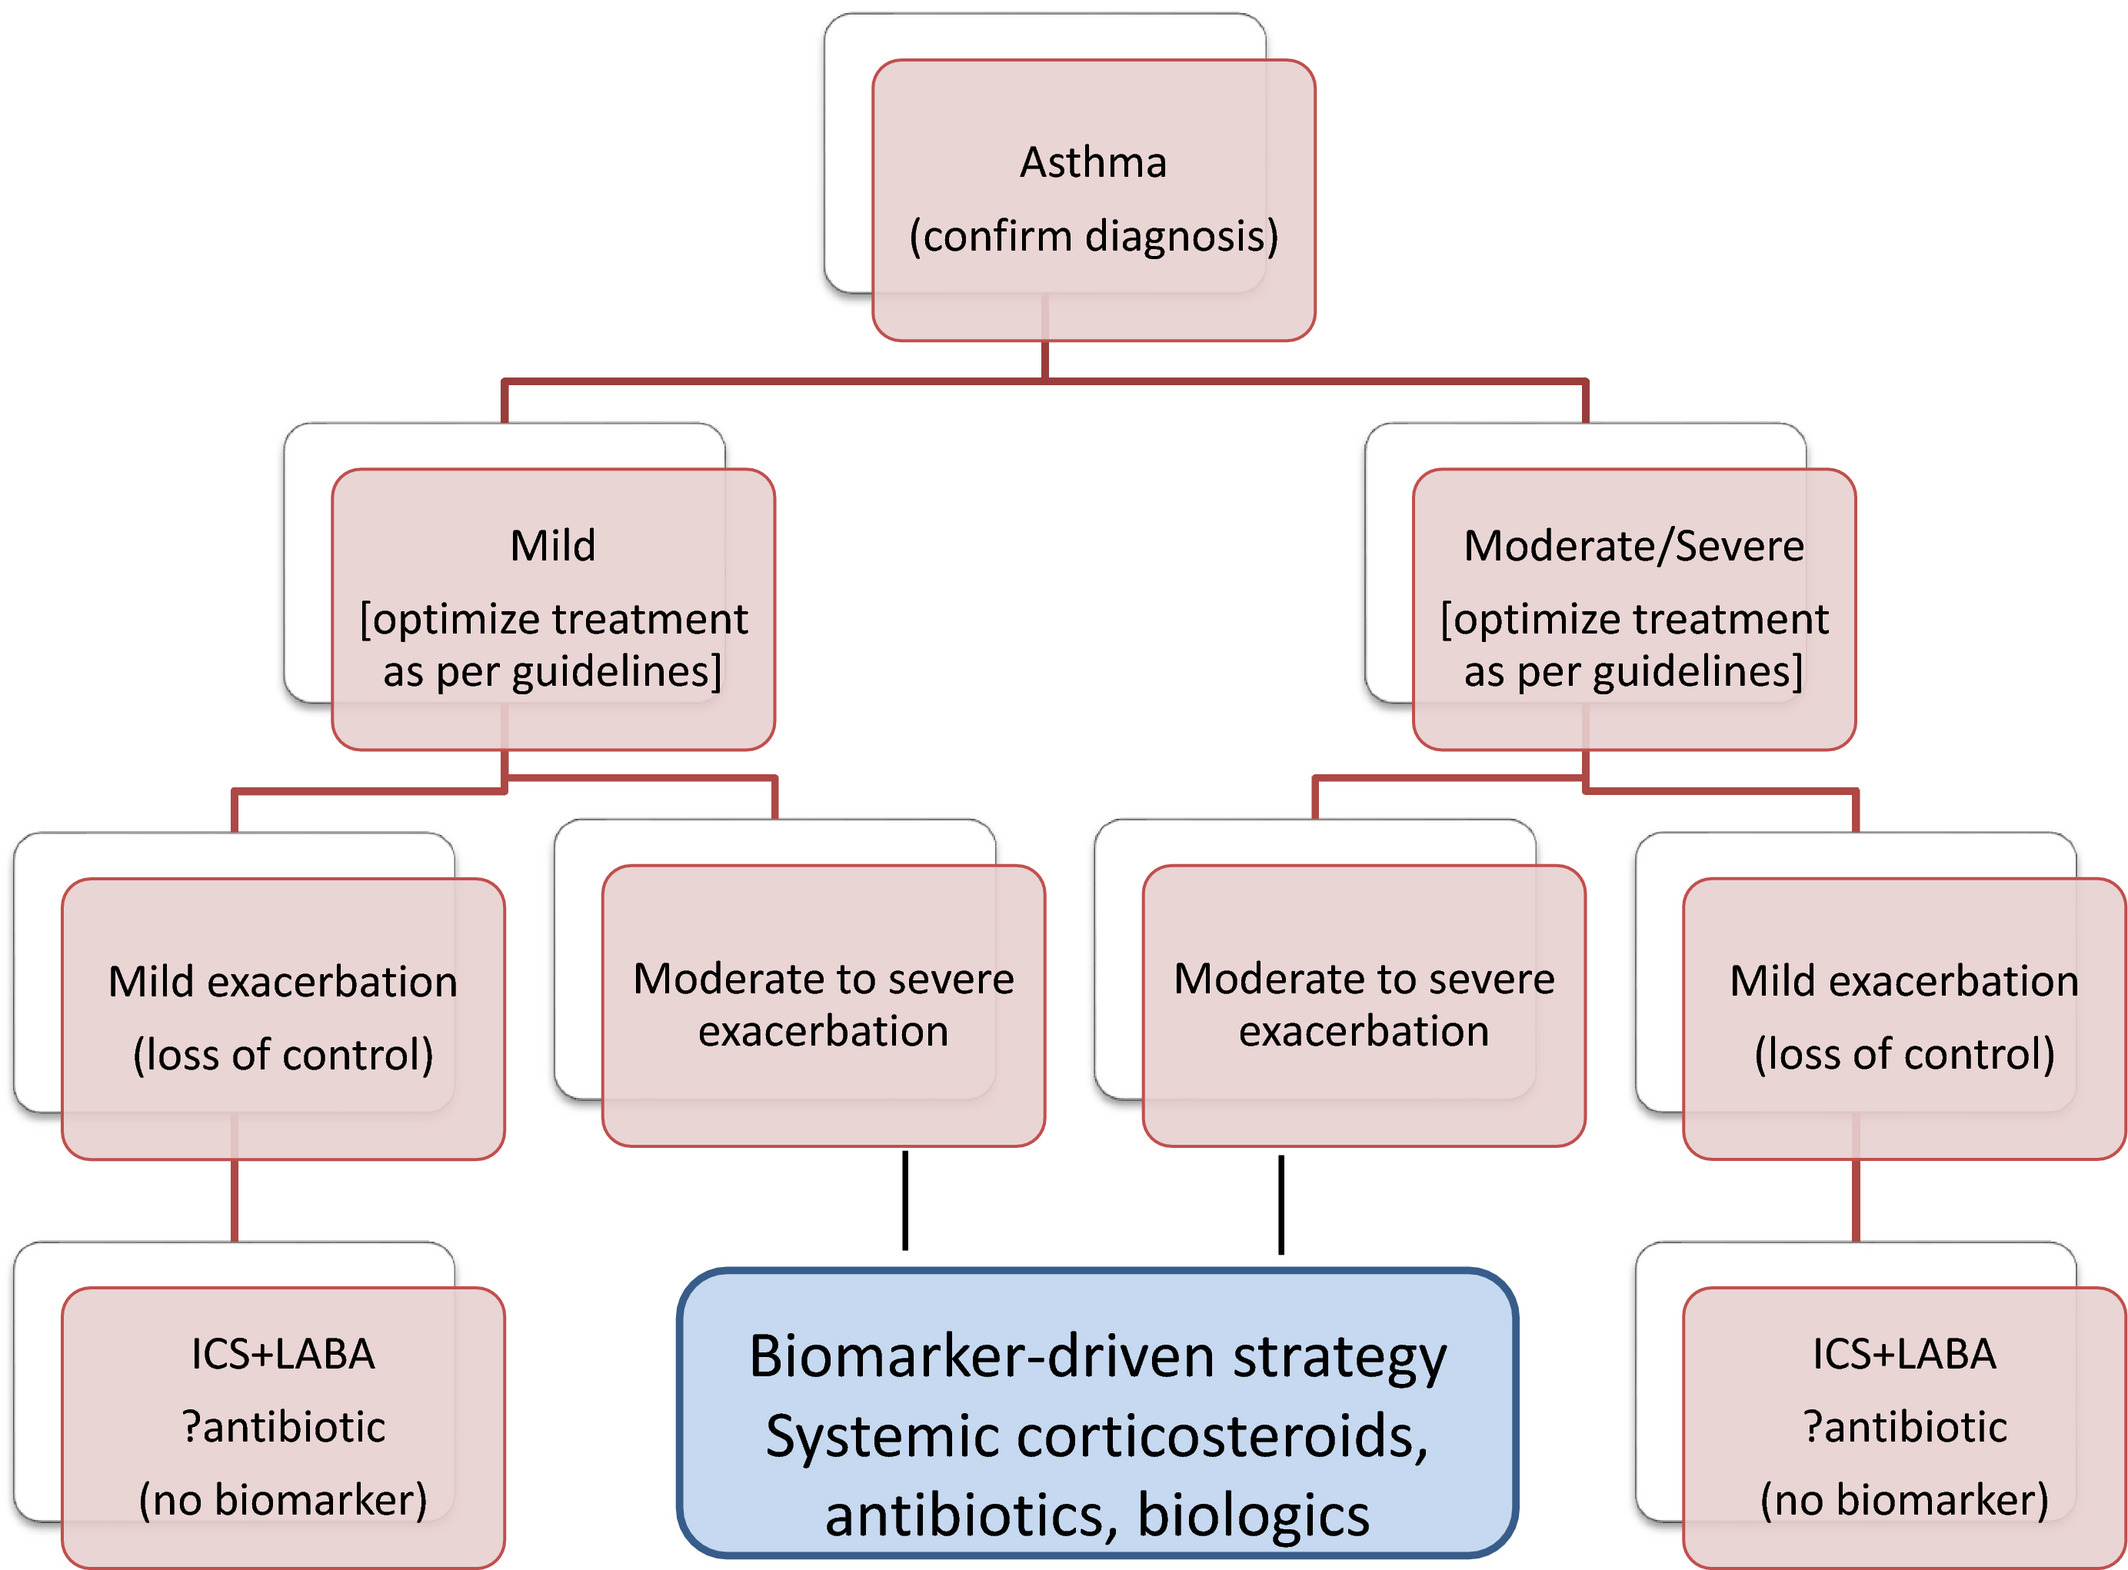 Asthma
(confirm diagnosis)
Mild
[optimize treatment
as per guidelines]
Moderate/Severe
[optimize treatment
as per guidelines]
Mild exacerbation
(loss of control)
Moderate to severe
exacerbation
Moderate to severe
exacerbation
Mild exacerbation
(loss of control)
ICS+LABA
?antibiotic
(no biomarker)
Biomarker-driven strategy
Systemic corticosteroids,
antibiotics, biologics
ICS+LABA
?antibiotic
(no biomarker)